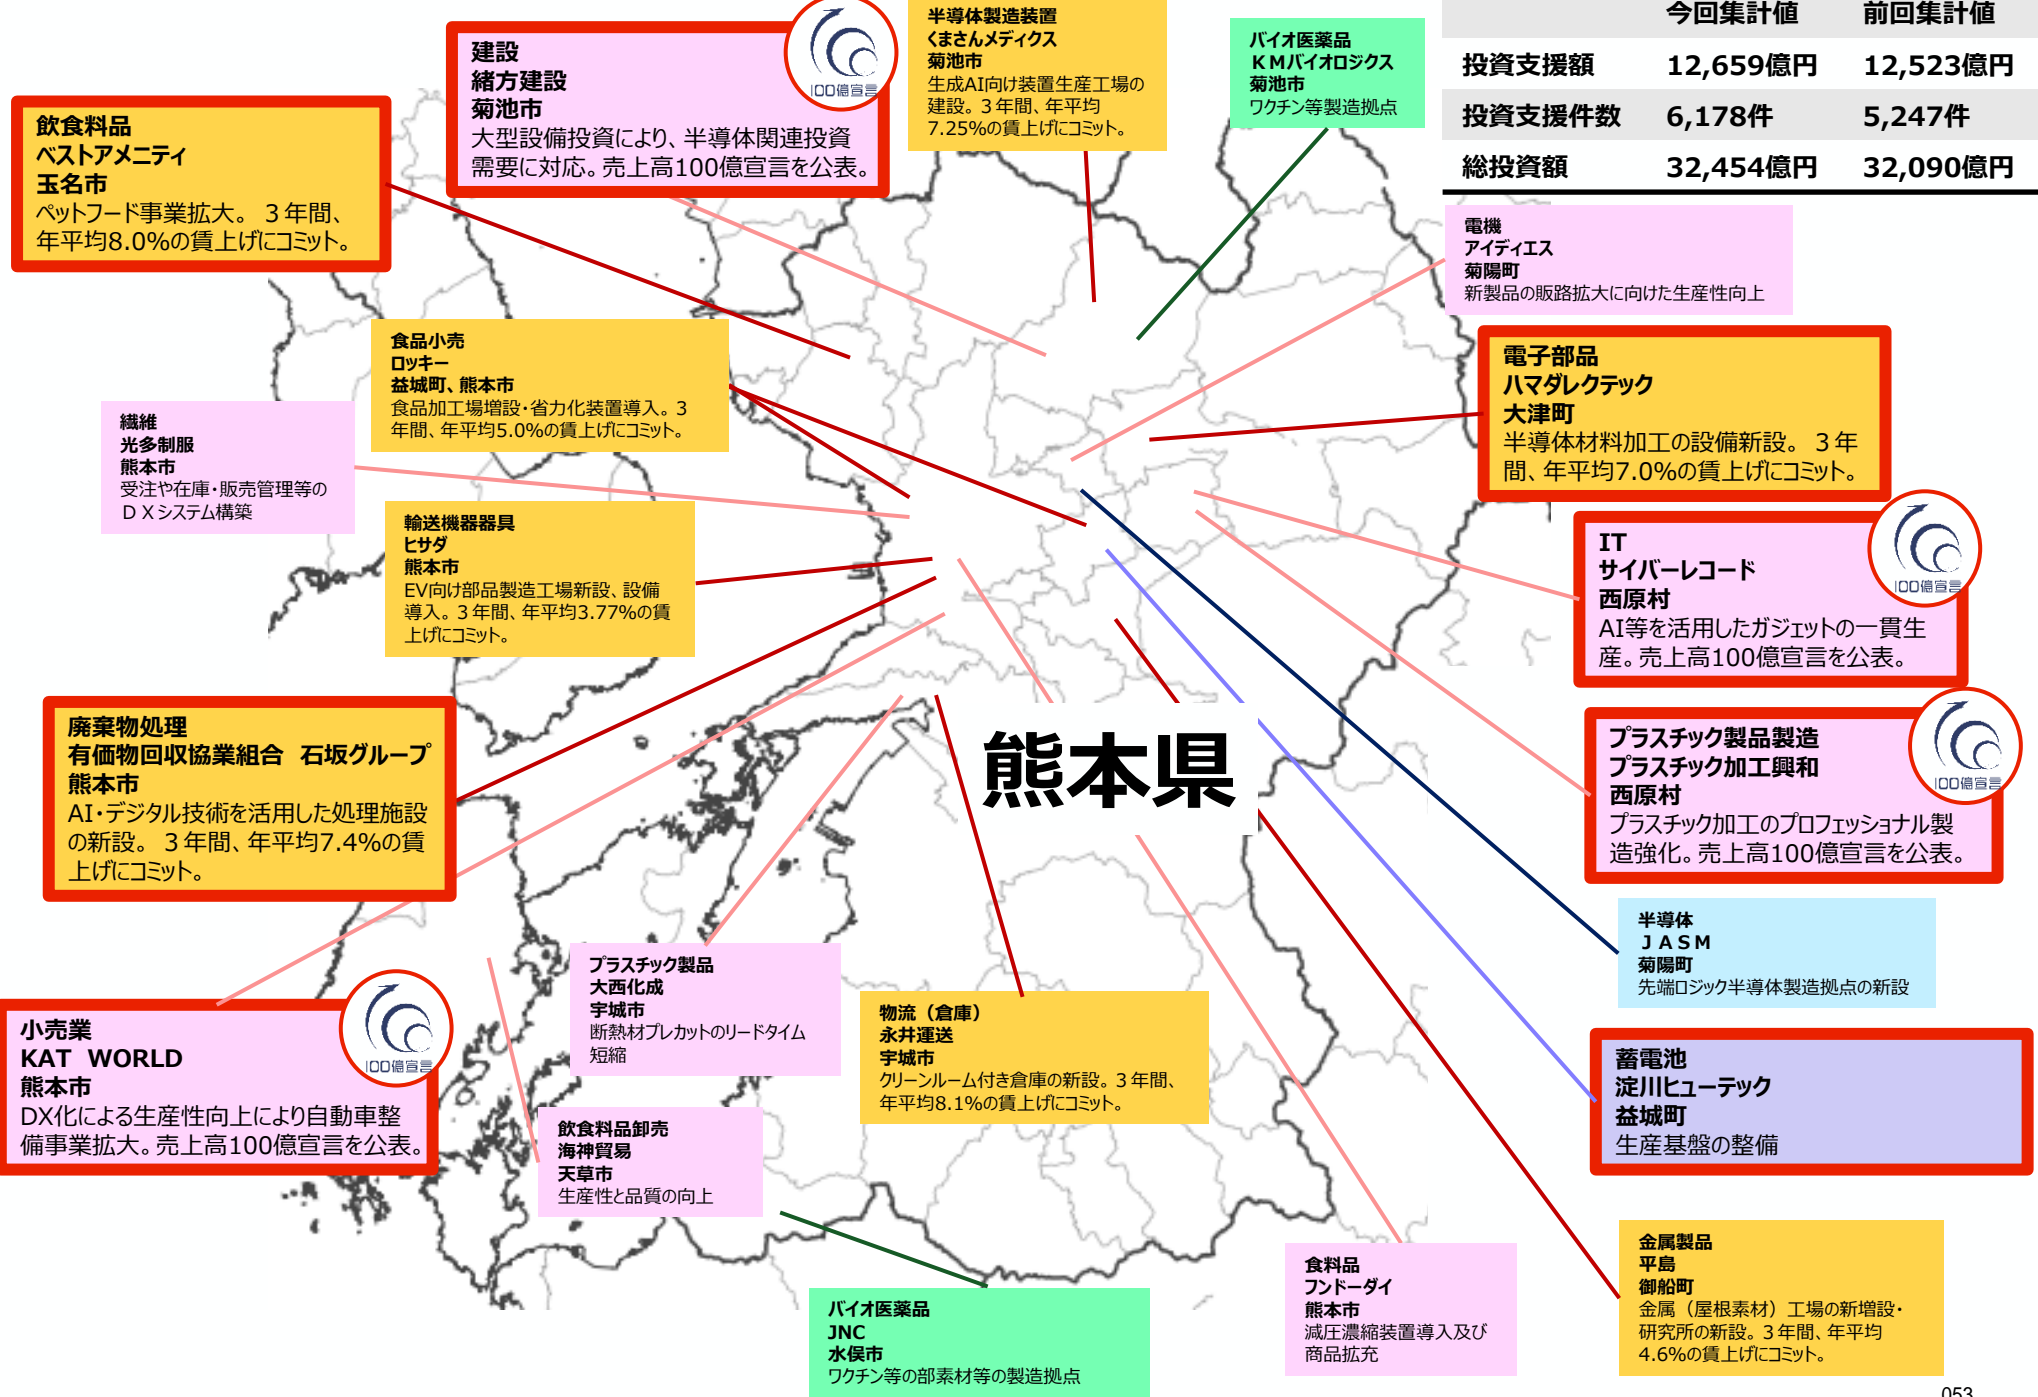 今回集計値 前回集計値
投資支援額 12,659億円 12,523億円
投資支援件数 6,178件 5,247件
総投資額 32,454億円 32,090億円
建設
緒方建設
菊池市
大型設備投資により、半導体関連投資
需要に対応。売上高100億宣言を公表。
100億宣言
半導体製造装置
くまさんメディクス
菊池市
生成AI向け装置生産工場の
建設。3年間、年平均
7.25%の賃上げにコミット。
バイオ医薬品
KMバイオロジクス
菊池市
ワクチン等製造拠点
飲食料品
ベストアメニティ
玉名市
ペットフード事業拡大。 3年間、
年平均8.0%の賃上げにコミット。
電機
アイディエス
菊陽町
新製品の販路拡大に向けた生産性向上
食品小売
ロッキー
益城町、熊本市
食品加工場増設・省力化装置導入。3
年間、年平均5.0%の賃上げにコミット。
電子部品
ハマダレクテック
大津町
半導体材料加工の設備新設。 3年
間、年平均7.0%の賃上げにコミット。
繊維
光多制服
熊本市
受注や在庫・販売管理等の
DXシステム構築
輸送機器器具
ヒサダ
熊本市
EV向け部品製造工場新設、設備
導入。3年間、年平均3.77%の賃
上げにコミット。
IT
サイバーレコード
西原村
AI等を活用したガジェットの一貫生
産。売上高100億宣言を公表。
100億宣言
廃棄物処理
有価物回収協業組合 石坂グループ
熊本市
AI・デジタル技術を活用した処理施設
の新設。 3年間、年平均7.4%の賃
上げにコミット。
熊本県
プラスチック製品製造
プラスチック加工興和
西原村
プラスチック加工のプロフェッショナル製
造強化。売上高100億宣言を公表。
100億宣言
半導体
JASM
菊陽町
先端ロジック半導体製造拠点の新設
プラスチック製品
大西化成
宇城市
断熱材プレカットのリードタイム
短縮
物流(倉庫)
永井運送
宇城市
クリーンルーム付き倉庫の新設。3年間、
年平均8.1%の賃上げにコミット。
小売業
KAT WORLD
熊本市
DX化による生産性向上により自動車整
備事業拡大。売上高100億宣言を公表。
100億宣言
蓄電池
淀川ヒューテック
益城町
生産基盤の整備
飲食料品卸売
海神貿易
天草市
生産性と品質の向上
バイオ医薬品
JNC
水俣市
ワクチン等の部素材等の製造拠点
食料品
フンドーダイ
熊本市
減圧濃縮装置導入及び
商品拡充
金属製品
平島
御船町
金属(屋根素材)工場の新増設・
研究所の新設。3年間、年平均
4.6%の賃上げにコミット。
053